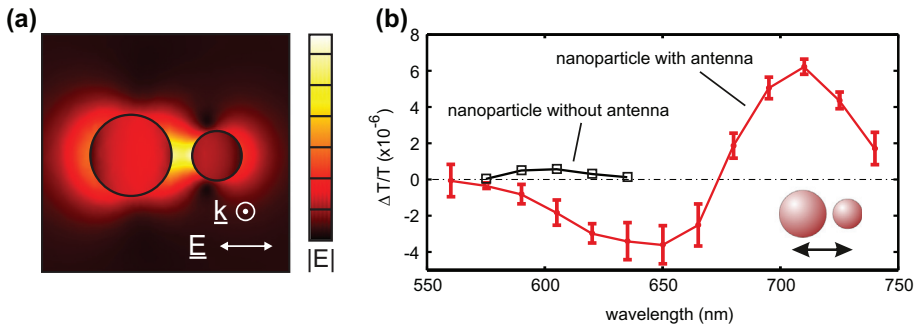 (a)
k
E
|E|
(b)
nanoparticle with antenna
nanoparticle without antenna
Δ T/T (x10⁻⁶)
8
6
4
2
0
-2
-4
550
600
650
700
750
wavelength (nm)